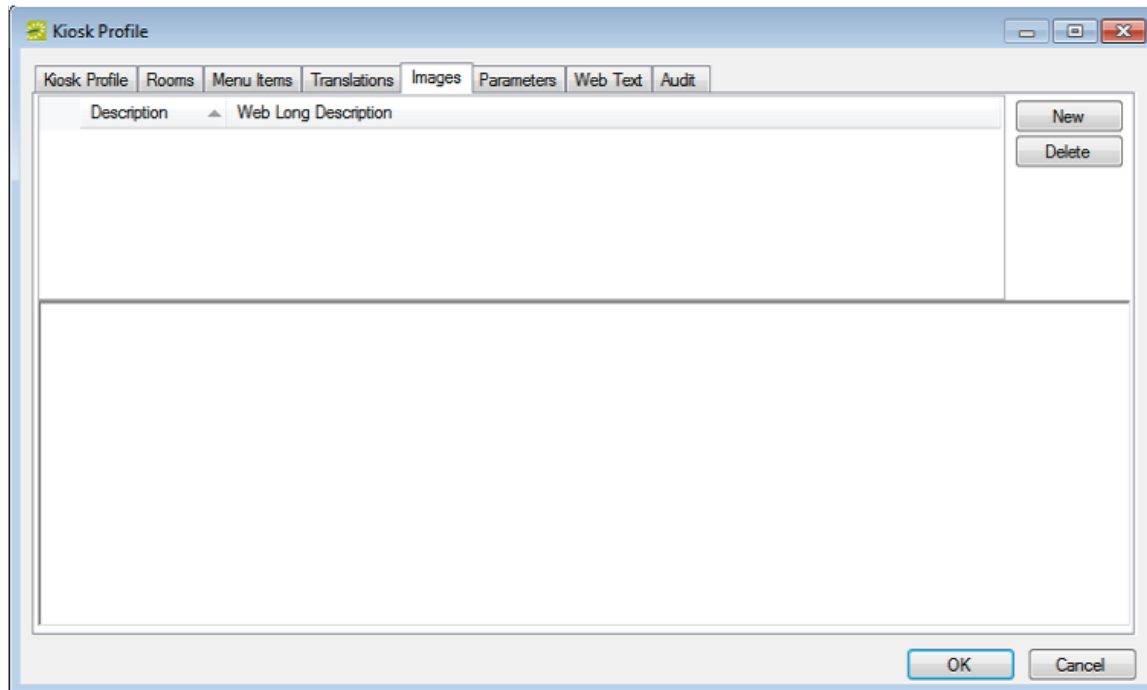 Kiosk Profile
Kiosk Profile Rooms Menu Items Translations Images Parameters Web Text Audit
Description Web Long Description
New
Delete
OK Cancel